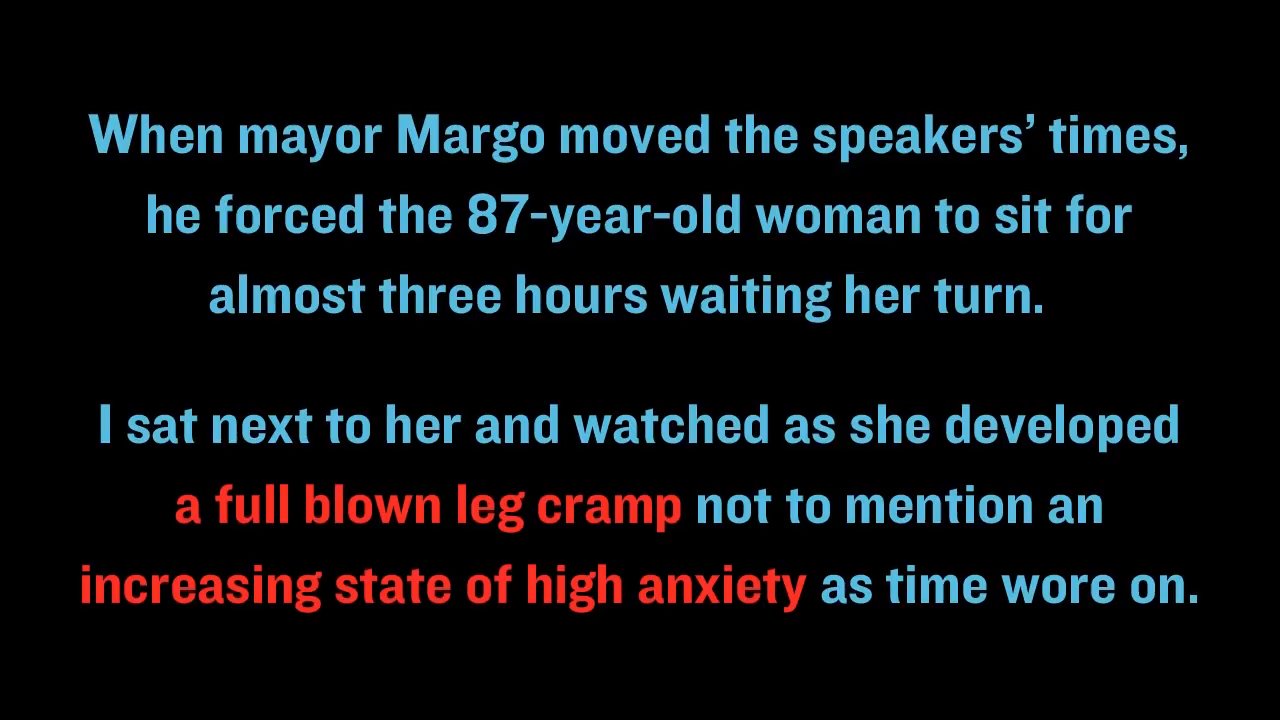 When mayor Margo moved the speakers’ times,
he forced the 87-year-old woman to sit for
almost three hours waiting her turn.
I sat next to her and watched as she developed
a full blown leg cramp not to mention an
increasing state of high anxiety as time wore on.